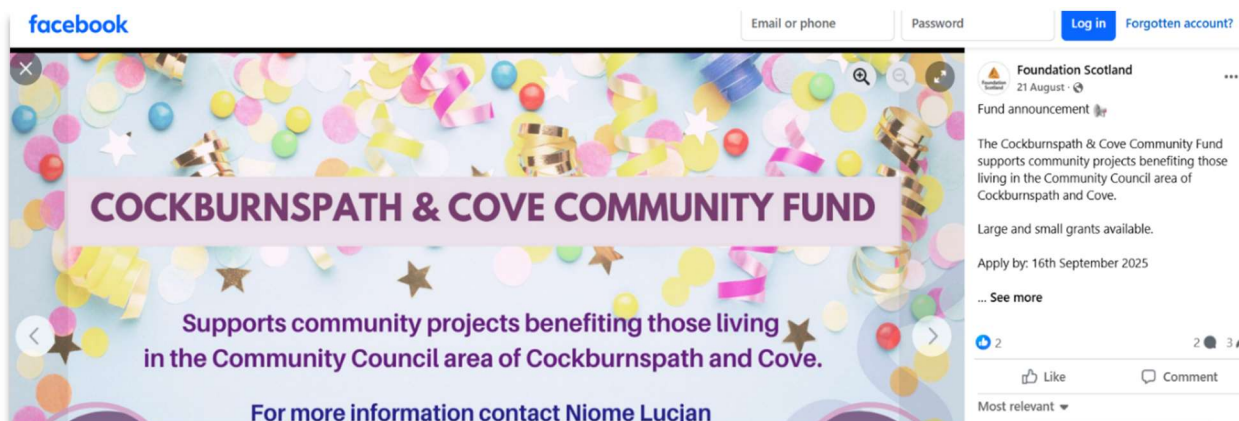 facebook
Email or phone
Password
Log in
Forgotten account?
COCKBURNSPATH & COVE COMMUNITY FUND
Supports community projects benefiting those living
in the Community Council area of Cockburnspath and Cove.
For more information contact Niome Lucian
Foundation Scotland
Foundation
Scotland
21 August ·
Fund announcement
The Cockburnspath & Cove Community Fund
supports community projects benefiting those
living in the Community Council area of
Cockburnspath and Cove.
Large and small grants available.
Apply by: 16th September 2025
... See more
2
2
3
Like
Comment
Most relevant